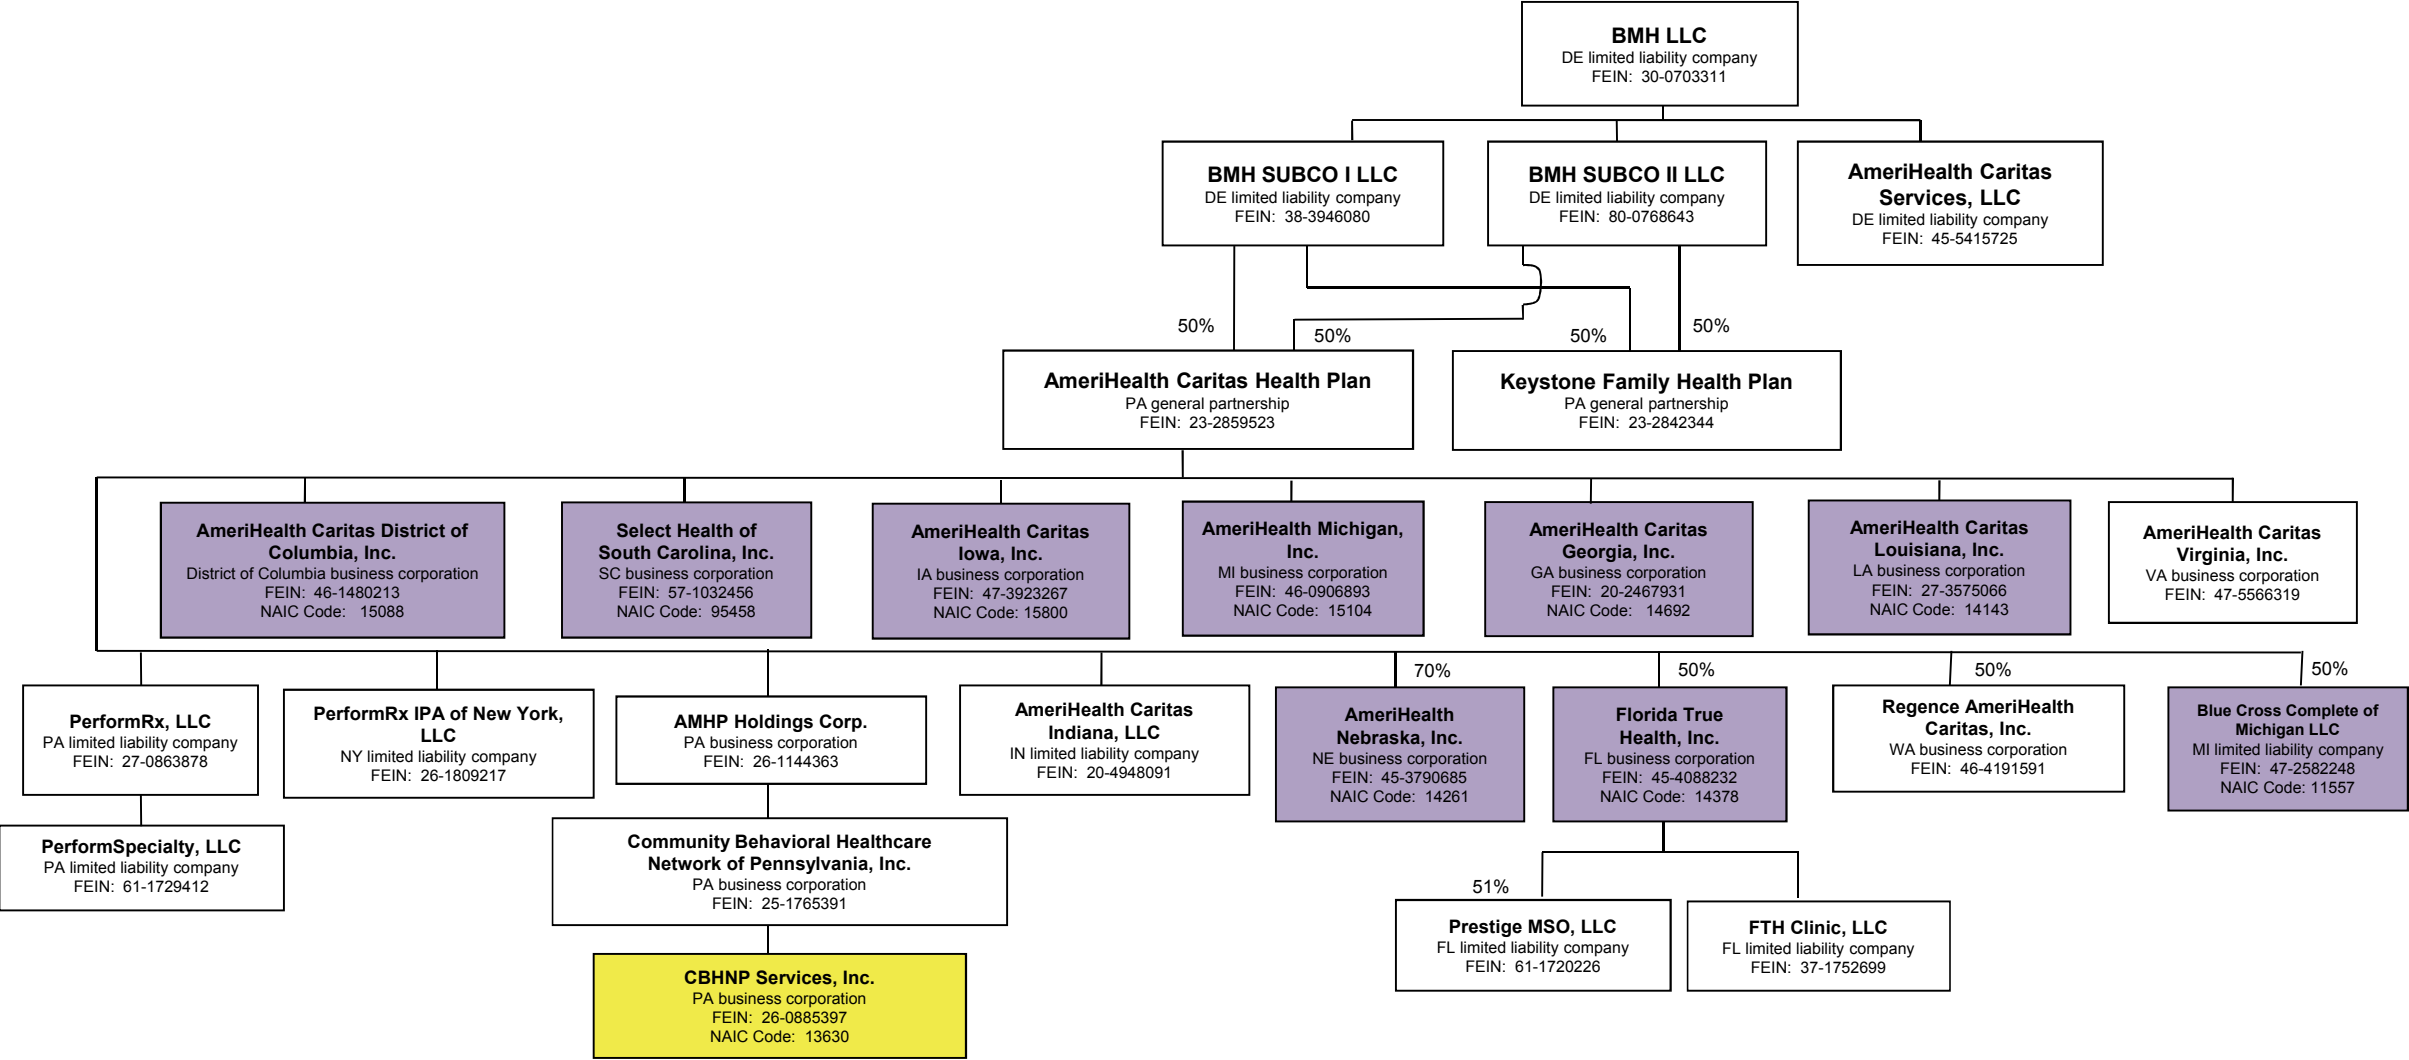 BMH LLC
DE limited liability company
FEIN: 30-0703311
BMH SUBCO I LLC
DE limited liability company
FEIN: 38-3946080
BMH SUBCO II LLC
DE limited liability company
FEIN: 80-0768643
AmeriHealth Caritas
Services, LLC
DE limited liability company
FEIN: 45-5415725
50%
50%
50%
50%
AmeriHealth Caritas Health Plan
PA general partnership
FEIN: 23-2859523
Keystone Family Health Plan
PA general partnership
FEIN: 23-2842344
AmeriHealth Caritas District of
Columbia, Inc.
District of Columbia business corporation
FEIN: 46-1480213
NAIC Code: 15088
Select Health of
South Carolina, Inc.
SC business corporation
FEIN: 57-1032456
NAIC Code: 95458
AmeriHealth Caritas
Iowa, Inc.
IA business corporation
FEIN: 47-3923267
NAIC Code: 15800
AmeriHealth Michigan,
Inc.
MI business corporation
FEIN: 46-0906893
NAIC Code: 15104
AmeriHealth Caritas
Georgia, Inc.
GA business corporation
FEIN: 20-2467931
NAIC Code: 14692
AmeriHealth Caritas
Louisiana, Inc.
LA business corporation
FEIN: 27-3575066
NAIC Code: 14143
AmeriHealth Caritas
Virginia, Inc.
VA business corporation
FEIN: 47-5566319
70%
50%
50%
50%
PerformRx, LLC
PA limited liability company
FEIN: 27-0863878
PerformRx IPA of New York,
LLC
NY limited liability company
FEIN: 26-1809217
AMHP Holdings Corp.
PA business corporation
FEIN: 26-1144363
AmeriHealth Caritas
Indiana, LLC
IN limited liability company
FEIN: 20-4948091
AmeriHealth
Nebraska, Inc.
NE business corporation
FEIN: 45-3790685
NAIC Code: 14261
Florida True
Health, Inc.
FL business corporation
FEIN: 45-4088232
NAIC Code: 14378
Regence AmeriHealth
Caritas, Inc.
WA business corporation
FEIN: 46-4191591
Blue Cross Complete of
Michigan LLC
MI limited liability company
FEIN: 47-2582248
NAIC Code: 11557
PerformSpecialty, LLC
PA limited liability company
FEIN: 61-1729412
Community Behavioral Healthcare
Network of Pennsylvania, Inc.
PA business corporation
FEIN: 25-1765391
51%
Prestige MSO, LLC
FL limited liability company
FEIN: 61-1720226
FTH Clinic, LLC
FL limited liability company
FEIN: 37-1752699
CBHNP Services, Inc.
PA business corporation
FEIN: 26-0885397
NAIC Code: 13630